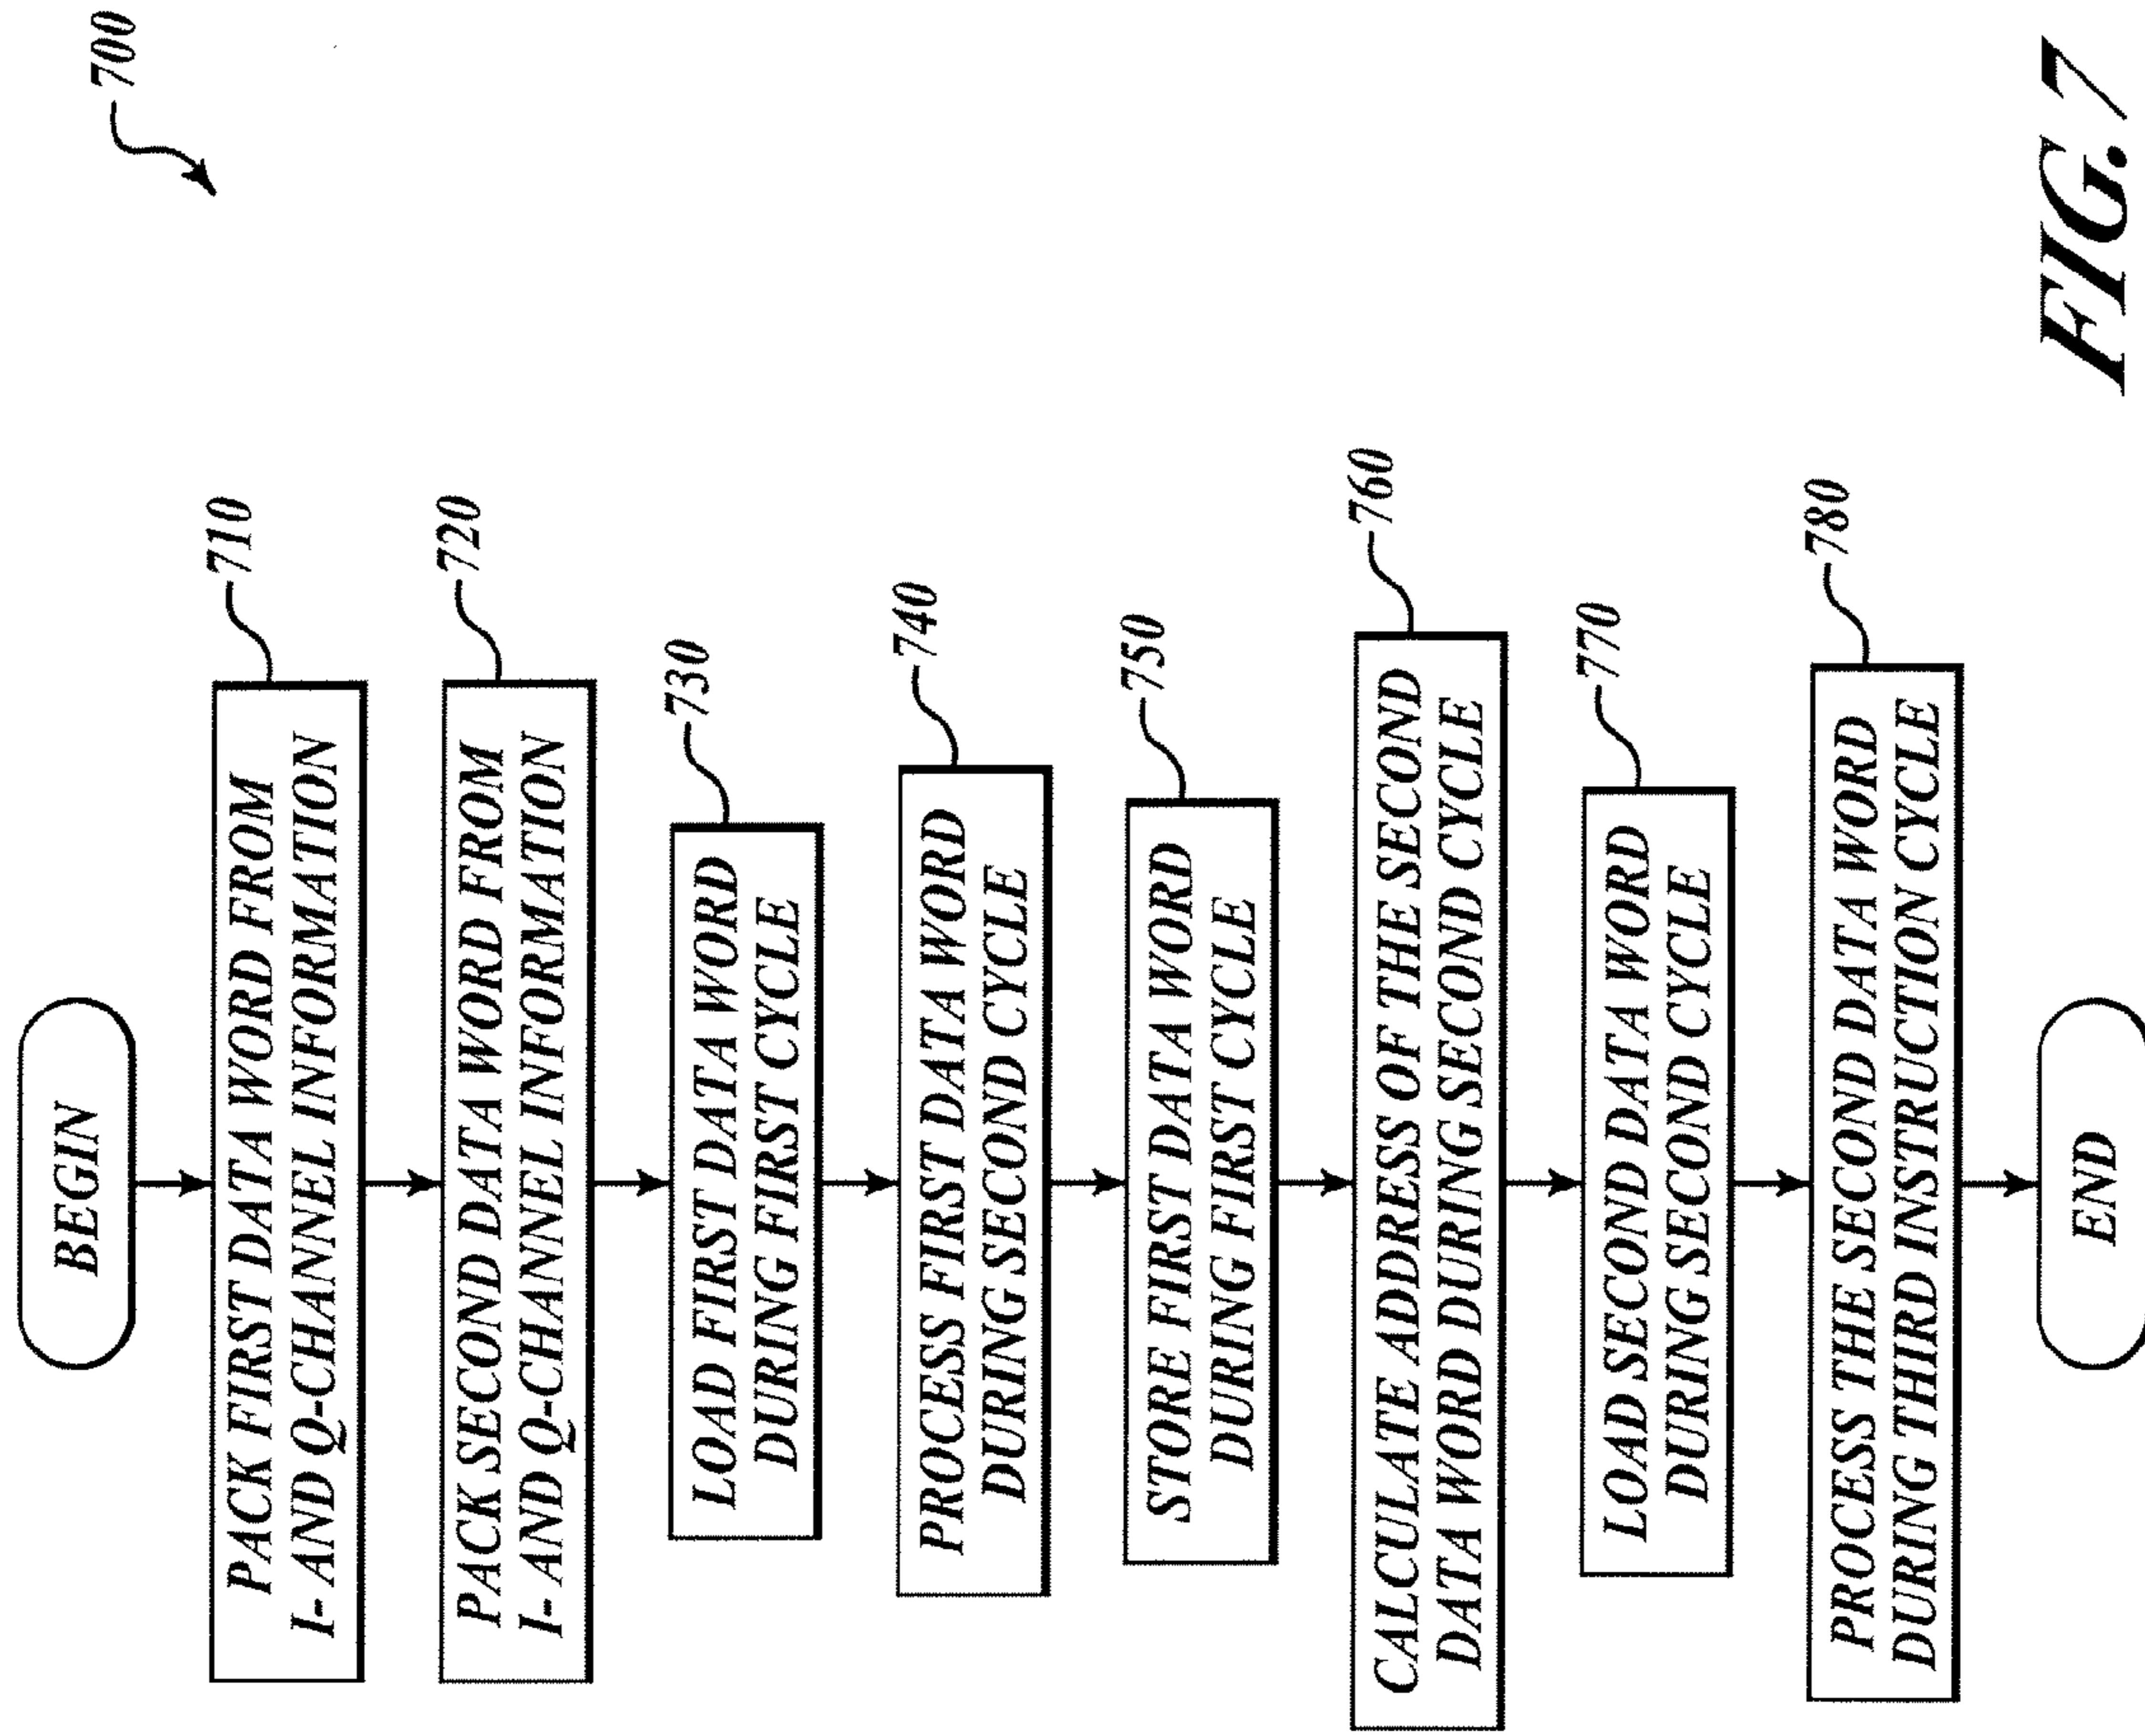 700
BEGIN
PACK FIRST DATA WORD FROM
I- AND Q-CHANNEL INFORMATION
710
PACK SECOND DATA WORD FROM
I- AND Q-CHANNEL INFORMATION
720
LOAD FIRST DATA WORD
DURING FIRST CYCLE
730
PROCESS FIRST DATA WORD
DURING SECOND CYCLE
740
STORE FIRST DATA WORD
DURING FIRST CYCLE
750
CALCULATE ADDRESS OF THE SECOND
DATA WORD DURING SECOND CYCLE
760
LOAD SECOND DATA WORD
DURING SECOND CYCLE
770
PROCESS THE SECOND DATA WORD
DURING THIRD INSTRUCTION CYCLE
780
END
FIG. 7